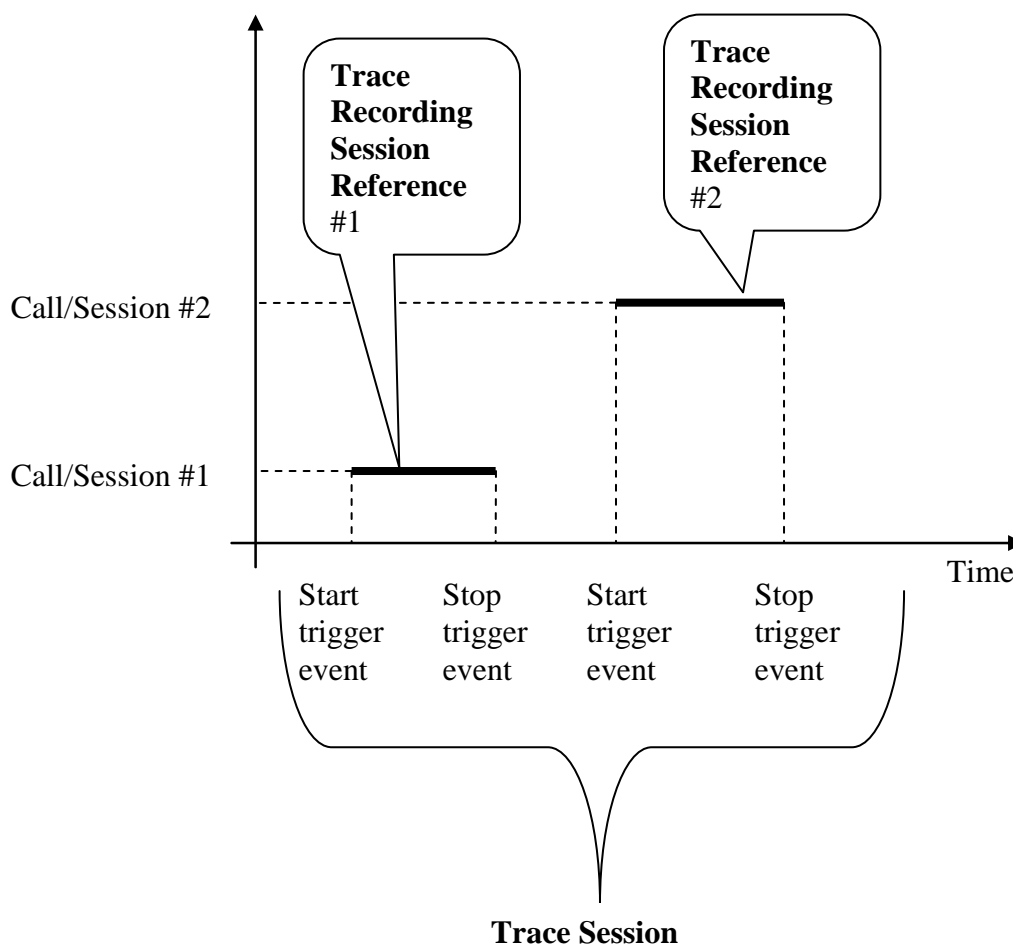 Trace
Recording
Session
Reference
#1
Trace
Recording
Session
Reference
#2
Call/Session #2
Call/Session #1
Time
Start
trigger
event
Stop
trigger
event
Start
trigger
event
Stop
trigger
event
Trace Session